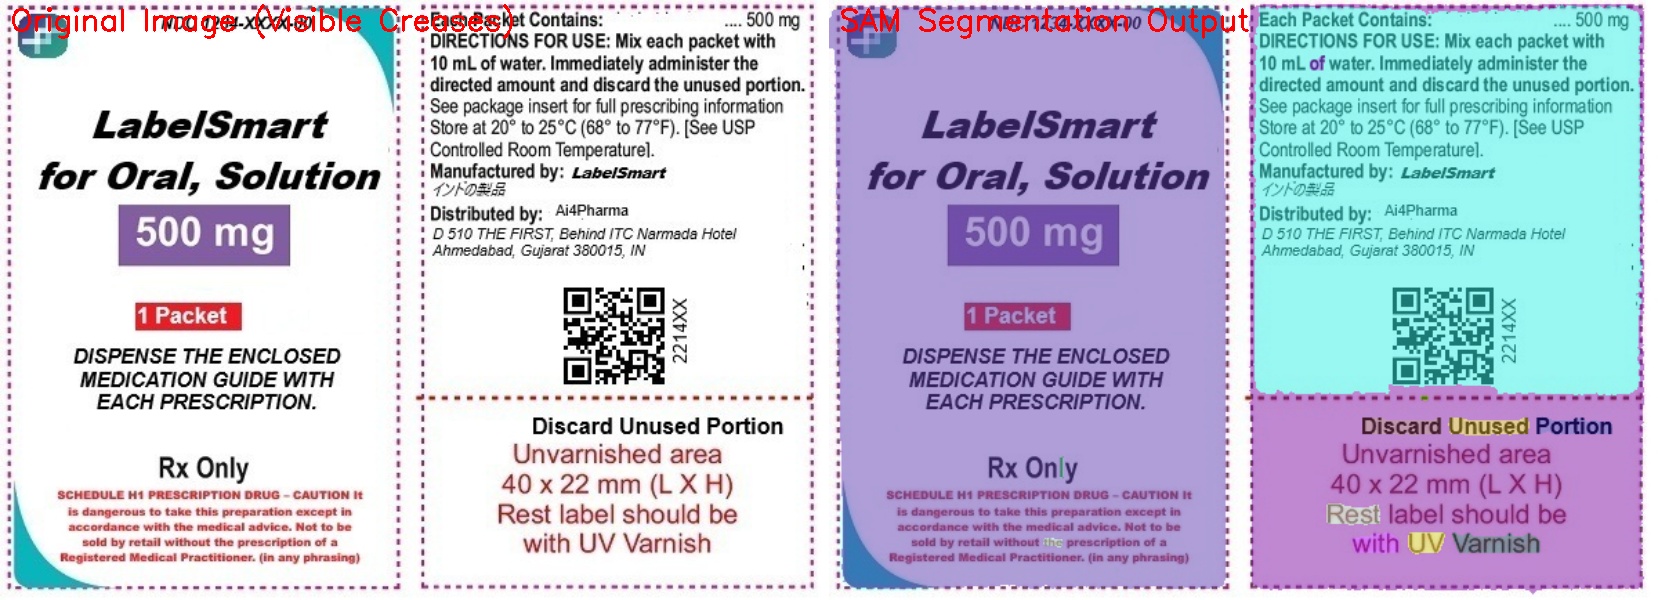 Original Image (Visible Creases)
NDC 1234-XXXX-00
LabelSmart
for Oral, Solution
500 mg
1 Packet
DISPENSE THE ENCLOSED
MEDICATION GUIDE WITH
EACH PRESCRIPTION.
Rx Only
SCHEDULE H1 PRESCRIPTION DRUG – CAUTION It
is dangerous to take this preparation except in
accordance with the medical advice. Not to be
sold by retail without the prescription of a
Registered Medical Practitioner. (in any phrasing)
Each Packet Contains: .... 500 mg
DIRECTIONS FOR USE: Mix each packet with
10 mL of water. Immediately administer the
directed amount and discard the unused portion.
See package insert for full prescribing information
Store at 20° to 25°C (68° to 77°F). [See USP
Controlled Room Temperature].
Manufactured by: LabelSmart
インドの製品
Distributed by: Ai4Pharma
D 510 THE FIRST, Behind ITC Narmada Hotel
Ahmedabad, Gujarat 380015, IN
2214XX
Discard Unused Portion
Unvarnished area
40 x 22 mm (L X H)
Rest label should be
with UV Varnish
SAM Segmentation Output
NDC 1234-XXXX-00
LabelSmart
for Oral, Solution
500 mg
1 Packet
DISPENSE THE ENCLOSED
MEDICATION GUIDE WITH
EACH PRESCRIPTION.
Rx Only
SCHEDULE H1 PRESCRIPTION DRUG – CAUTION It
is dangerous to take this preparation except in
accordance with the medical advice. Not to be
sold by retail without the prescription of a
Registered Medical Practitioner. (in any phrasing)
Each Packet Contains: .... 500 mg
DIRECTIONS FOR USE: Mix each packet with
10 mL of water. Immediately administer the
directed amount and discard the unused portion.
See package insert for full prescribing information
Store at 20° to 25°C (68° to 77°F). [See USP
Controlled Room Temperature].
Manufactured by: LabelSmart
インドの製品
Distributed by: Ai4Pharma
D 510 THE FIRST, Behind ITC Narmada Hotel
Ahmedabad, Gujarat 380015, IN
2214XX
Discard Unused Portion
Unvarnished area
40 x 22 mm (L X H)
Rest label should be
with UV Varnish